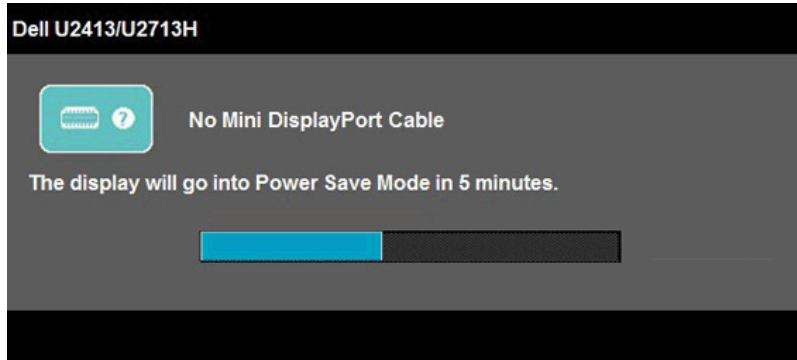 Dell U2413/U2713H
?
No Mini DisplayPort Cable
The display will go into Power Save Mode in 5 minutes.